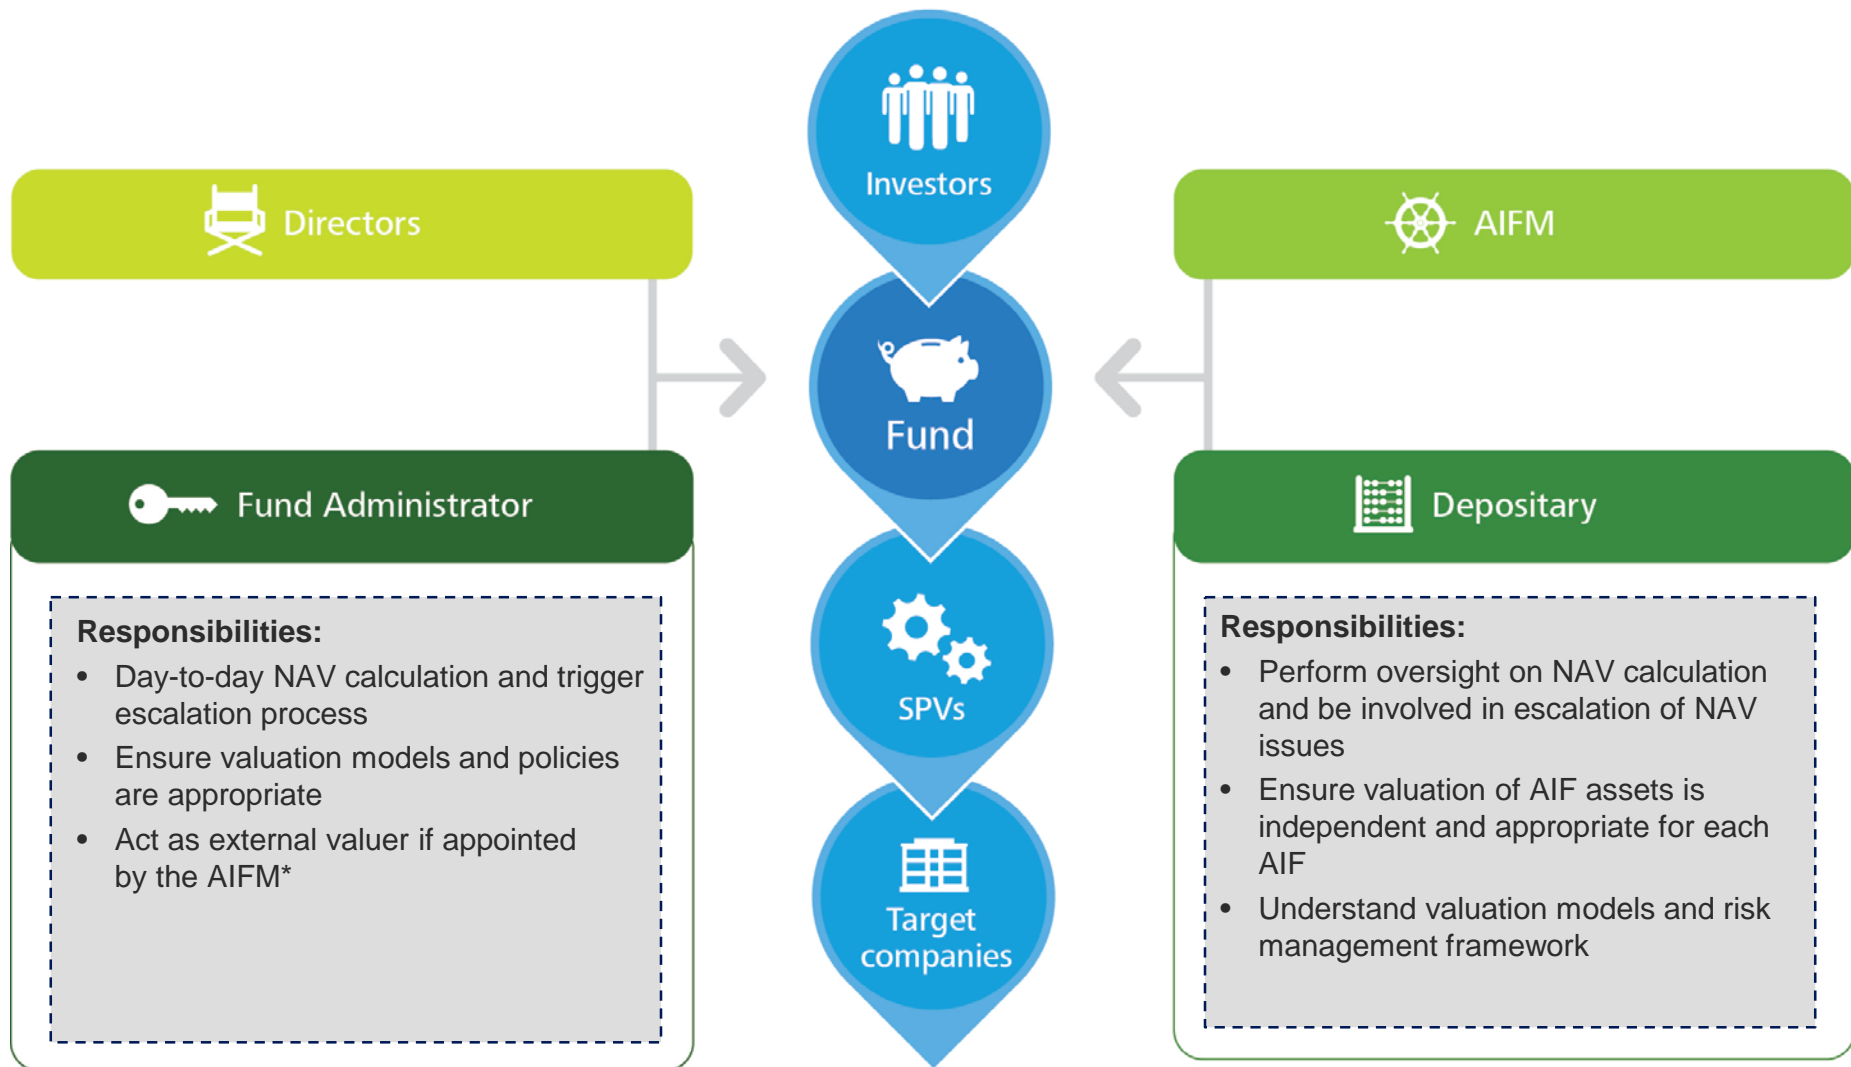 Investors
Directors
AIFM
Fund
Fund Administrator
Depositary
Responsibilities:
• Day-to-day NAV calculation and trigger
escalation process
• Ensure valuation models and policies
are appropriate
• Act as external valuer if appointed
by the AIFM*
SPVs
Target
companies
Responsibilities:
• Perform oversight on NAV calculation
and be involved in escalation of NAV
issues
• Ensure valuation of AIF assets is
independent and appropriate for each
AIF
• Understand valuation models and risk
management framework